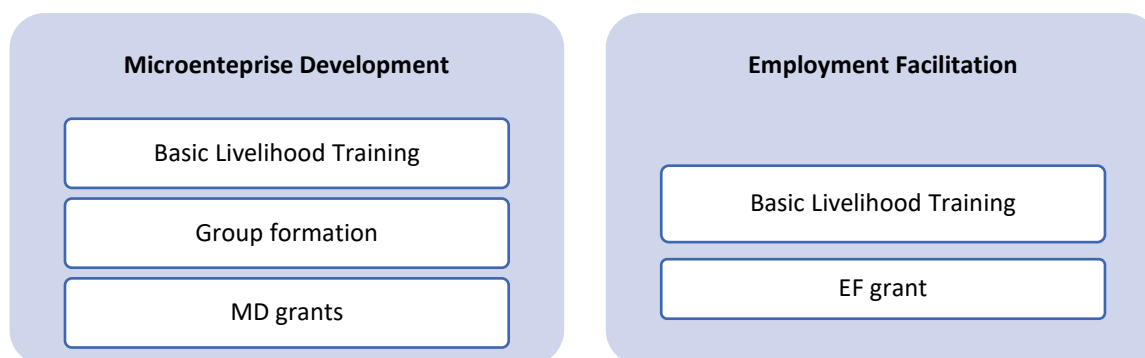 Microenteprise Development
Basic Livelihood Training
Group formation
MD grants
Employment Facilitation
Basic Livelihood Training
EF grant